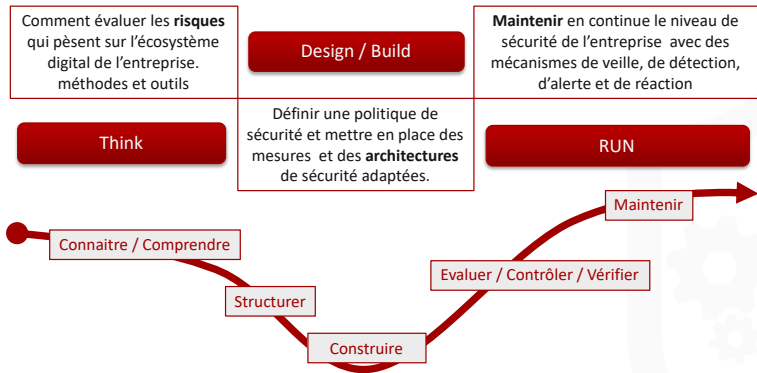 Comment évaluer les risques
qui pèsent sur l'écosystème
digital de l'entreprise.
méthodes et outils
Think
Design / Build
Définir une politique de
sécurité et mettre en place des
mesures et des architectures
de sécurité adaptées.
Maintenir en continue le niveau de
sécurité de l'entreprise avec des
mécanismes de veille, de détection,
d'alerte et de réaction
RUN
Connaitre / Comprendre
Structurer
Construire
Evaluer / Contrôler / Vérifier
Maintenir